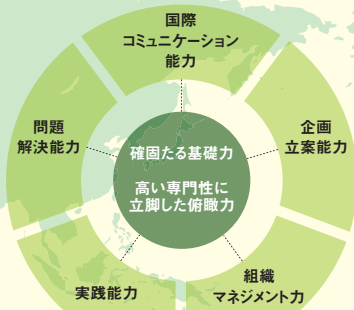 国際
コミュニケーション
能力
問題
解決能力
企画
立案能力
確固たる基礎力
高い専門性に
立脚した俯瞰力
実践能力
組織
マネジメント力